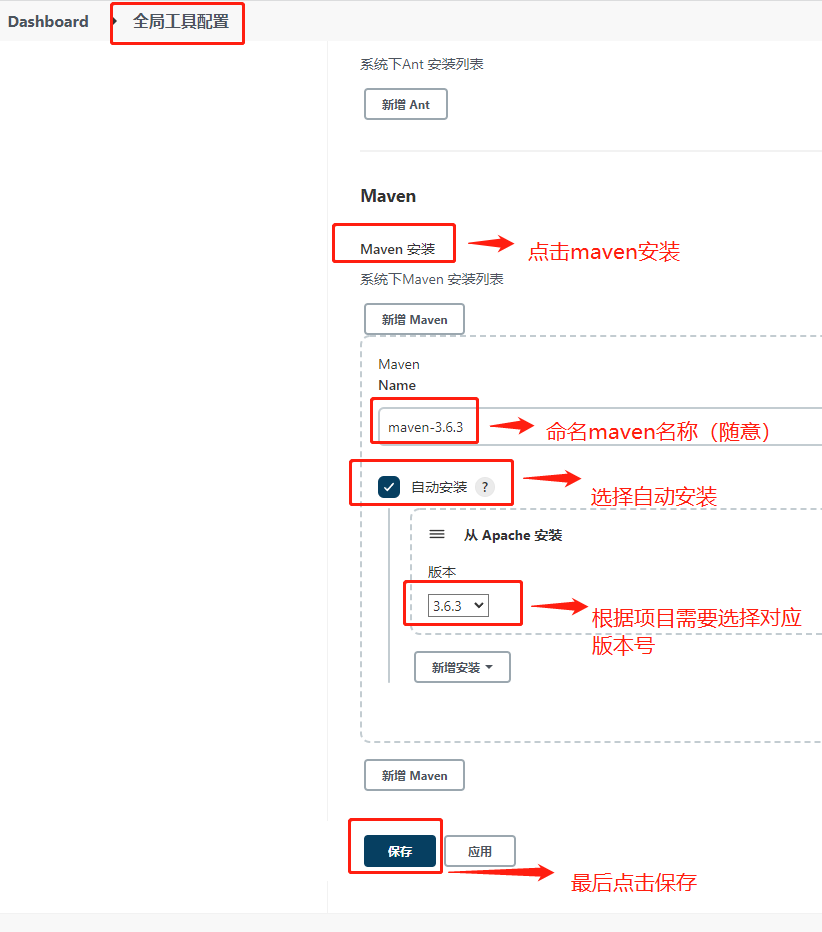 Dashboard 全局工具配置
系统下Ant 安装列表
新增 Ant
Maven
Maven 安装
点击maven安装
系统下Maven 安装列表
新增 Maven
Maven
Name
maven-3.6.3
命名maven名称（随意）
自动安装 ?
选择自动安装
从 Apache 安装
版本
3.6.3
根据项目需要选择对应
版本号
新增安装
新增 Maven
保存 应用
最后点击保存